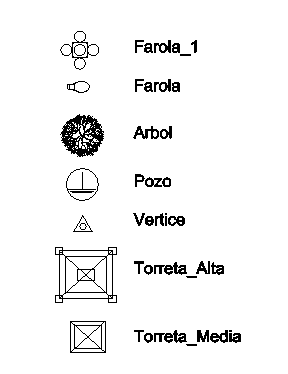 Farola_1
Farola
Arbol
Pozo
Vertice
Torreta_Alta
Torreta_Media